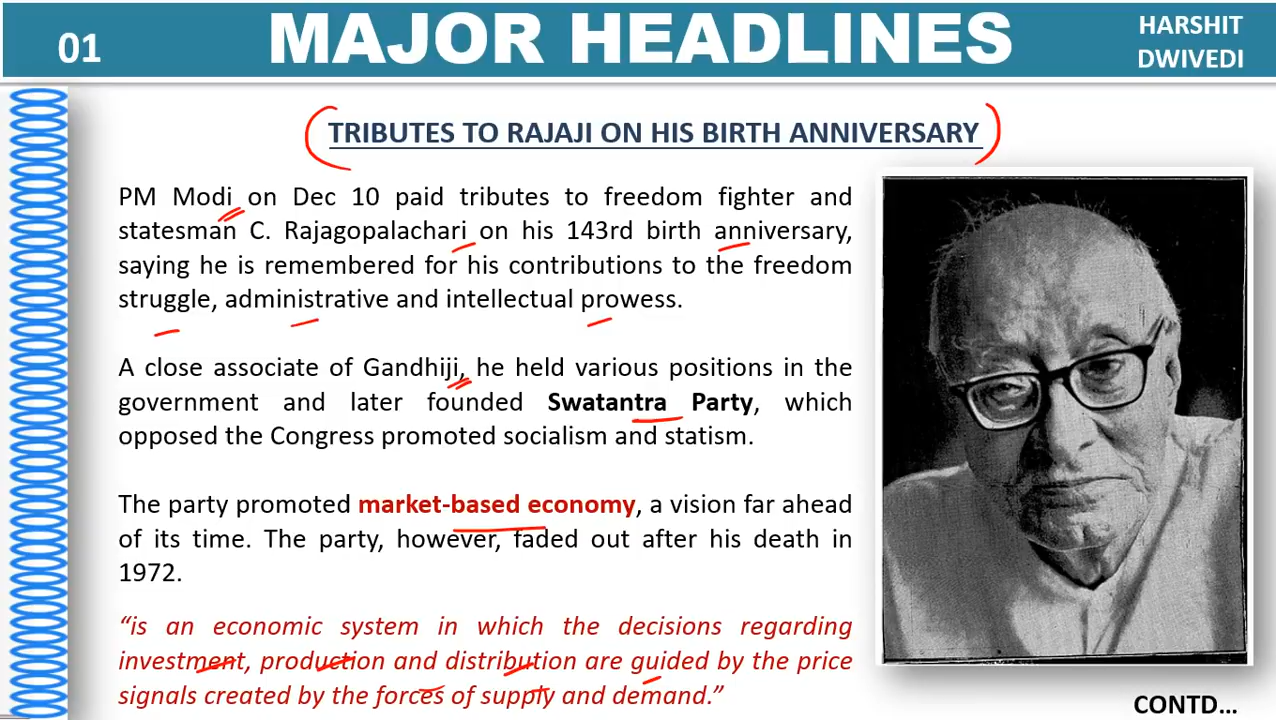 01
MAJOR HEADLINES
HARSHIT
DWIVEDI
TRIBUTES TO RAJAJI ON HIS BIRTH ANNIVERSARY
PM Modi on Dec 10 paid tributes to freedom fighter and
statesman C. Rajagopalachari on his 143rd birth anniversary,
saying he is remembered for his contributions to the freedom
struggle, administrative and intellectual prowess.
A close associate of Gandhiji, he held various positions in the
government and later founded Swatantra Party, which
opposed the Congress promoted socialism and statism.
The party promoted market-based economy, a vision far ahead
of its time. The party, however, faded out after his death in
1972.
“is an economic system in which the decisions regarding
investment, production and distribution are guided by the price
signals created by the forces of supply and demand.”
CONTD...